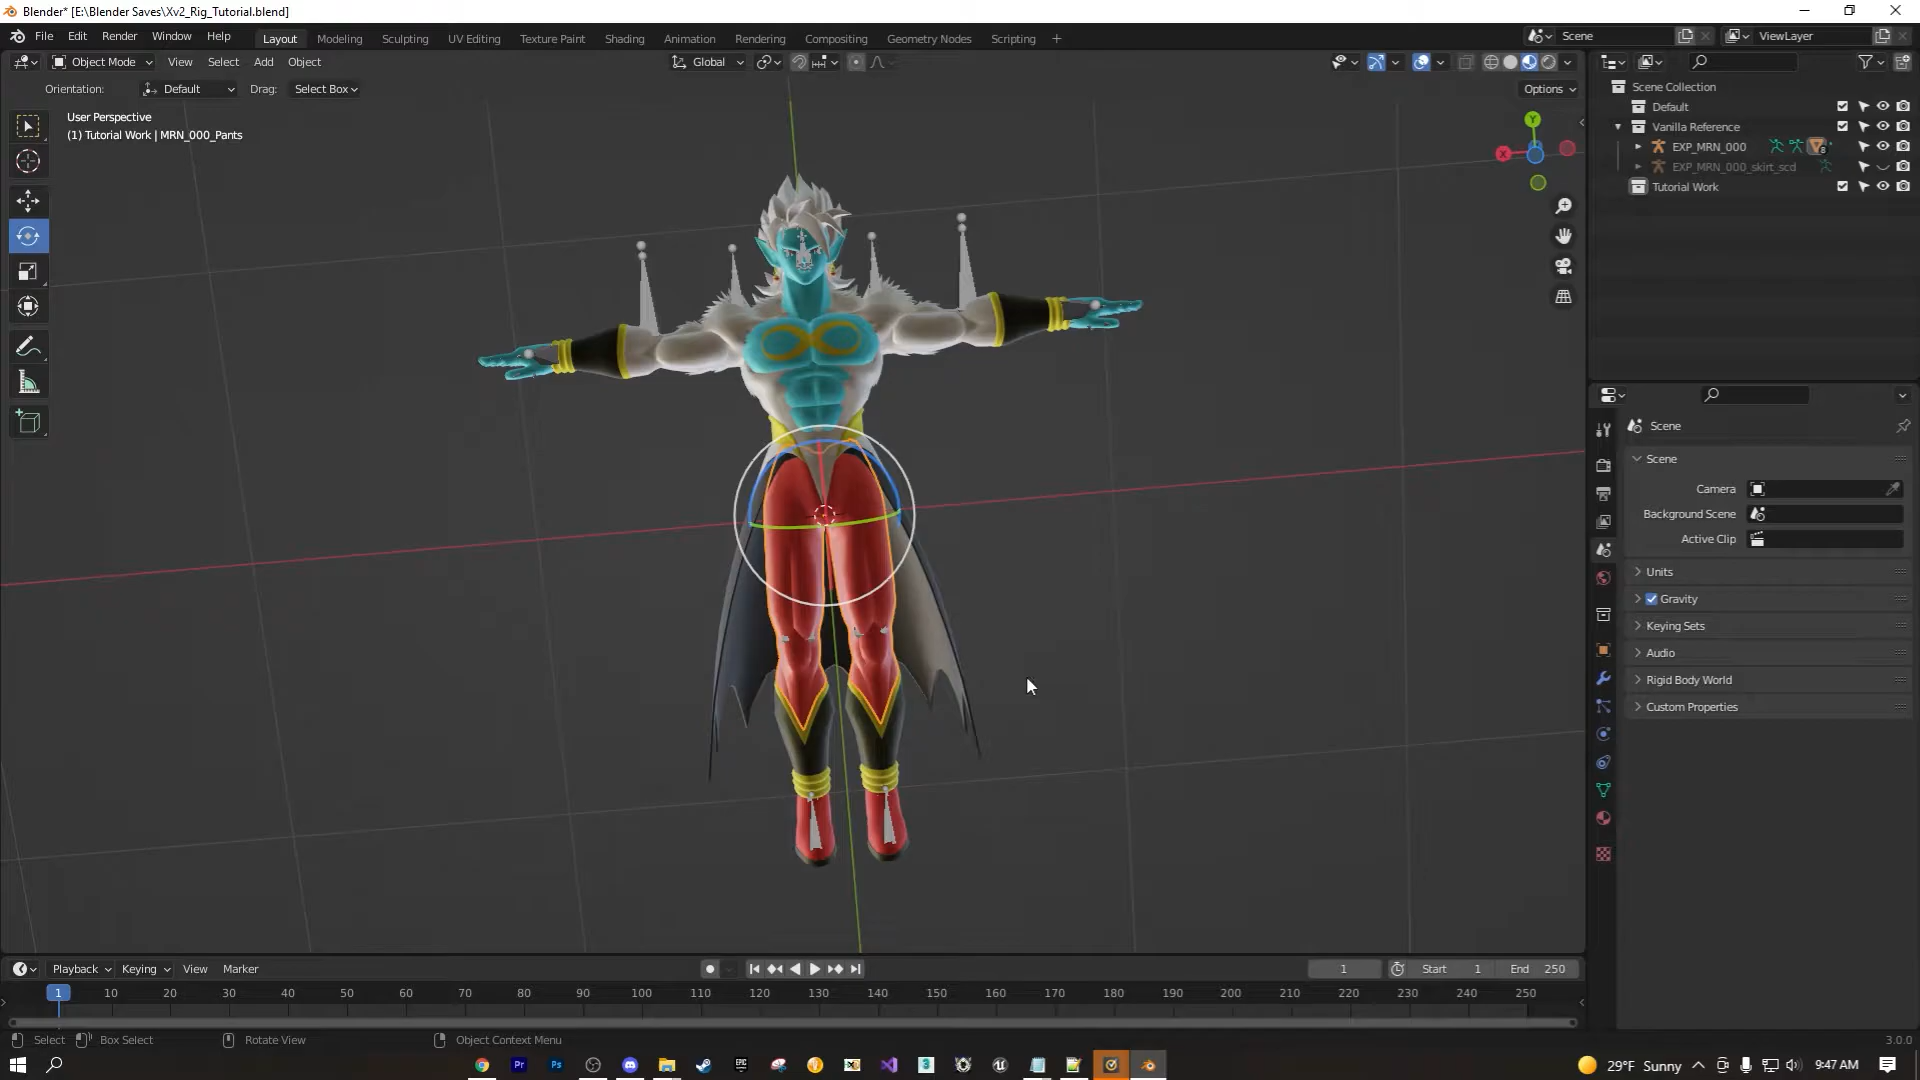 Blender* [E:\Blender Saves\Xv2_Rig_Tutorial.blend]
File Edit Render Window Help
Layout Modeling Sculpting UV Editing Texture Paint Shading Animation Rendering Compositing Geometry Nodes Scripting +
Scene
ViewLayer
Object Mode View Select Add Object
Global
Orientation: Default Drag: Select Box
Options
User Perspective
(1) Tutorial Work | MRN_000_Pants
Y
X
Scene Collection
Default
Vanilla Reference
EXP_MRN_000
8
EXP_MRN_000_skirt_scd
Tutorial Work
Scene
Scene
Camera
Background Scene
Active Clip
Units
Gravity
Keying Sets
Audio
Rigid Body World
Custom Properties
Playback Keying View Marker
1 Start 1 End 250
1 10 20 30 40 50 60 70 80 90 100 110 120 130 140 150 160 170 180 190 200 210 220 230 240 250
Select Box Select Rotate View Object Context Menu
3.0.0
Pr Ps EPIC 3
29°F Sunny 9:47 AM